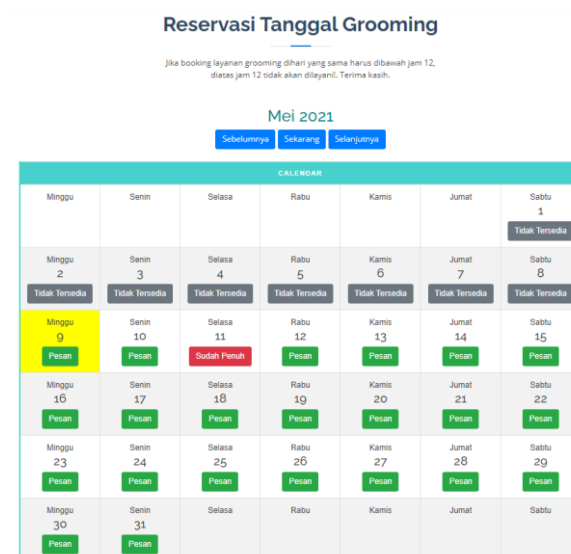 Reservasi Tanggal Grooming
Jika booking layanan grooming dihari yang sama harus dibawah jam 12,
diatas jam 12 tidak akan dilayanil. Terima kasih.
Mei 2021
Sebelumnya Sekarang Selanjutnya
CALENDAR
Minggu Senin Selasa Rabu Kamis Jumat Sabtu
1
Tidak Tersedia
Minggu Senin Selasa Rabu Kamis Jumat Sabtu
2 3 4 5 6 7 8
Tidak Tersedia Tidak Tersedia Tidak Tersedia Tidak Tersedia Tidak Tersedia Tidak Tersedia Tidak Tersedia
Minggu Senin Selasa Rabu Kamis Jumat Sabtu
9 10 11 12 13 14 15
Pesan Pesan Sudah Penuh Pesan Pesan Pesan Pesan
Minggu Senin Selasa Rabu Kamis Jumat Sabtu
16 17 18 19 20 21 22
Pesan Pesan Pesan Pesan Pesan Pesan Pesan
Minggu Senin Selasa Rabu Kamis Jumat Sabtu
23 24 25 26 27 28 29
Pesan Pesan Pesan Pesan Pesan Pesan Pesan
Minggu Senin Selasa Rabu Kamis Jumat Sabtu
30 31
Pesan Pesan